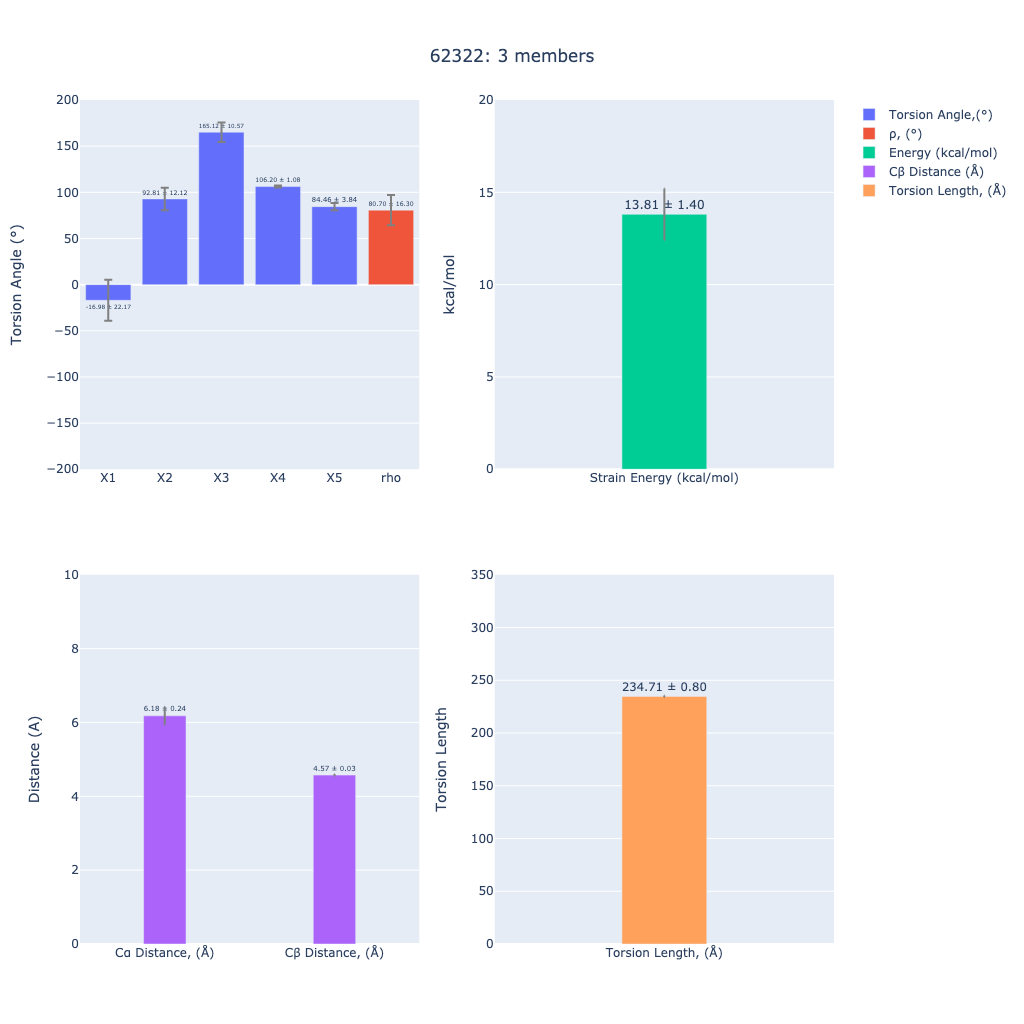 62322: 3 members
Torsion Angle (°)
200
150
100
50
0
−50
−100
−150
−200
-16.98 ± 22.17
92.81 ± 12.12
165.12 ± 10.57
106.20 ± 1.08
84.46 ± 3.84
80.70 ± 16.30
X1
X2
X3
X4
X5
rho
kcal/mol
20
15
10
5
0
13.81 ± 1.40
Strain Energy (kcal/mol)
Torsion Angle,(°)
ρ, (°)
Energy (kcal/mol)
Cβ Distance (Å)
Torsion Length, (Å)
Distance (A)
10
8
6
4
2
0
6.18 ± 0.24
4.57 ± 0.03
Cα Distance, (Å)
Cβ Distance, (Å)
Torsion Length
350
300
250
200
150
100
50
0
234.71 ± 0.80
Torsion Length, (Å)